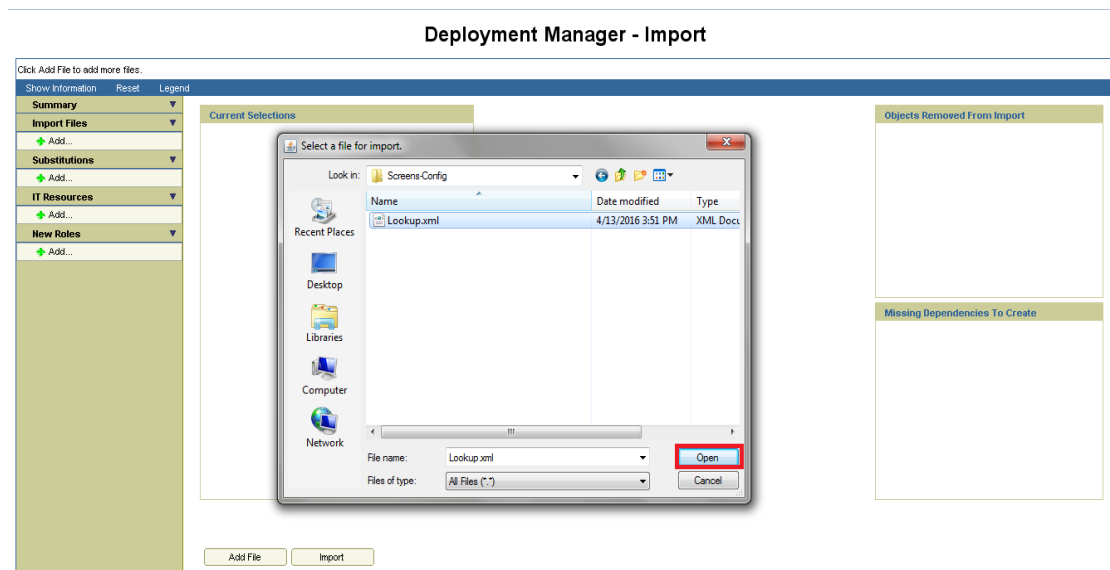 Deployment Manager - Import
Click Add File to add more files.
Show Information Reset Legend
Summary
Import Files
Add...
Substitutions
Add...
IT Resources
Add...
New Roles
Add...
Current Selections
Objects Removed From Import
Missing Dependencies To Create
Select a file for import.
Look in: Screens-Config
Name Date modified Type
Lookup.xml 4/13/2016 3:51 PM XML Docu
Recent Places
Desktop
Libraries
Computer
Network
File name: Lookup.xml Open
Files of type: All Files (*.*) Cancel
Add File Import